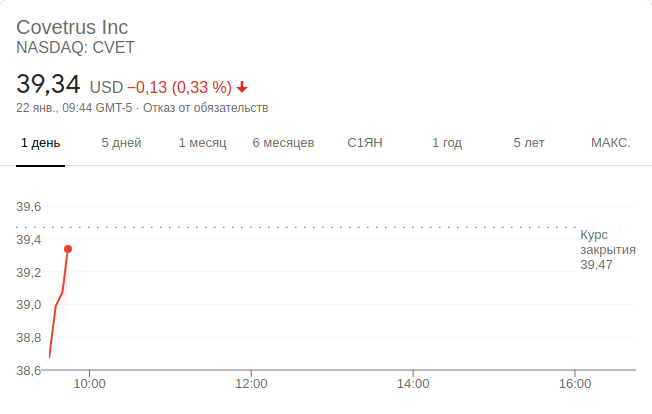 Covetrus Inc
NASDAQ: CVET
39,34 USD −0,13 (0,33 %)
22 янв., 09:44 GMT-5 · Отказ от обязательств
1 день 5 дней 1 месяц 6 месяцев С1ЯН 1 год 5 лет МАКС.
39,6
39,4
39,2
39,0
38,8
38,6
Курс
закрытия
39,47
10:00 12:00 14:00 16:00